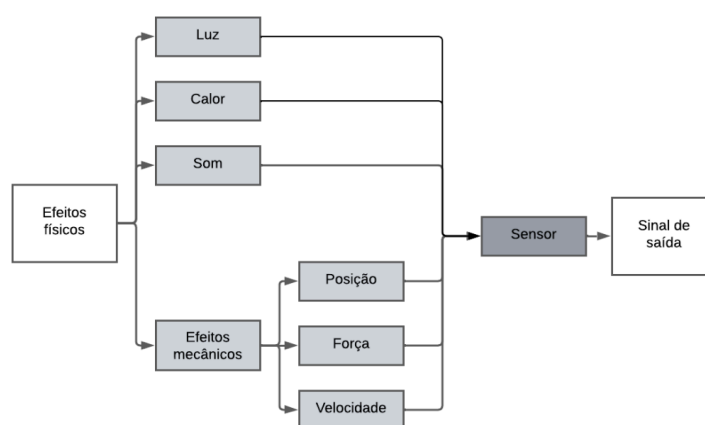 Luz
Calor
Som
Efeitos
físicos
Sensor
Sinal de
saída
Posição
Efeitos
mecânicos
Força
Velocidade